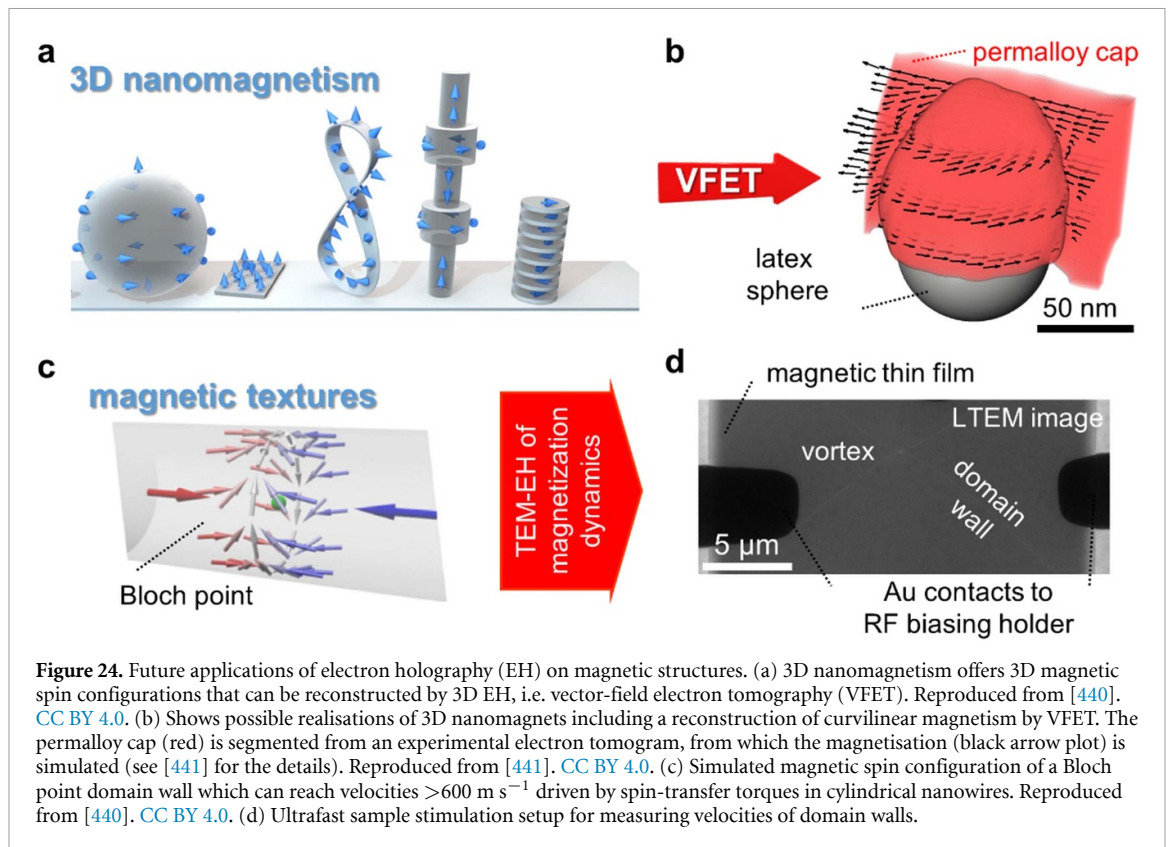 a
3D nanomagnetism
b
permalloy cap
VFET
latex
sphere
50 nm
c
magnetic textures
Bloch point
TEM-EH of
magnetization
dynamics
d
magnetic thin film
LTEM image
vortex
domain
wall
5 µm
Au contacts to
RF biasing holder
Figure 24. Future applications of electron holography (EH) on magnetic structures. (a) 3D nanomagnetism offers 3D magnetic
spin configurations that can be reconstructed by 3D EH, i.e. vector-field electron tomography (VFET). Reproduced from [440].
CC BY 4.0. (b) Shows possible realisations of 3D nanomagnets including a reconstruction of curvilinear magnetism by VFET. The
permalloy cap (red) is segmented from an experimental electron tomogram, from which the magnetisation (black arrow plot) is
simulated (see [441] for the details). Reproduced from [441]. CC BY 4.0. (c) Simulated magnetic spin configuration of a Bloch
point domain wall which can reach velocities >600 m s⁻¹ driven by spin-transfer torques in cylindrical nanowires. Reproduced
from [440]. CC BY 4.0. (d) Ultrafast sample stimulation setup for measuring velocities of domain walls.